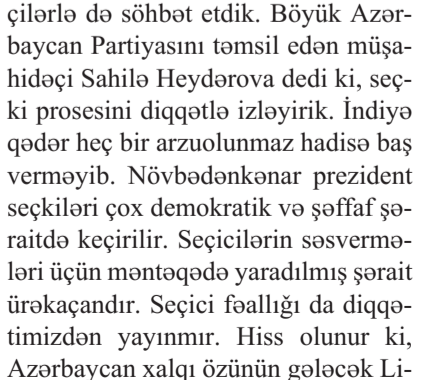 çilərlə də söhbət etdik. Böyük Azər-
baycan Partiyasını təmsil edən müşa-
hidəçi Sahilə Heydərova dedi ki, seç-
ki prosesini diqqətlə izləyirik. İndiyə
qədər heç bir arzuolunmaz hadisə baş
verməyib. Növbədənkənar prezident
seçkiləri çox demokratik və şəffaf şə-
raitdə keçirilir. Seçicilərin səsvermə-
ləri üçün məntəqədə yaradılmış şərait
ürəkaçandır. Seçici fəallığı da diqqə-
timizdən yayınmır. Hiss olunur ki,
Azərbaycan xalqı özünün gələcək Li-